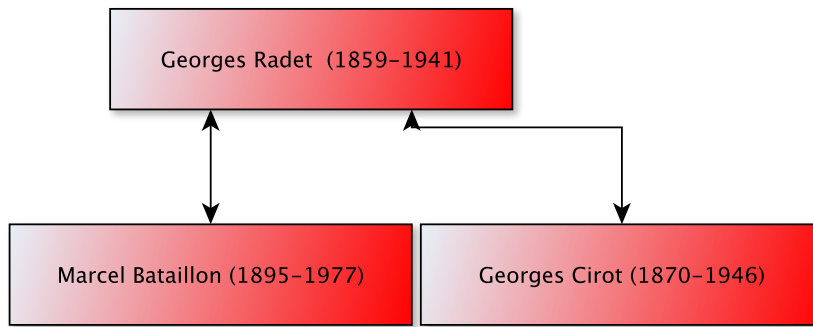 Georges Radet  (1859-1941)
Marcel Bataillon (1895-1977)
Georges Cirot (1870-1946)